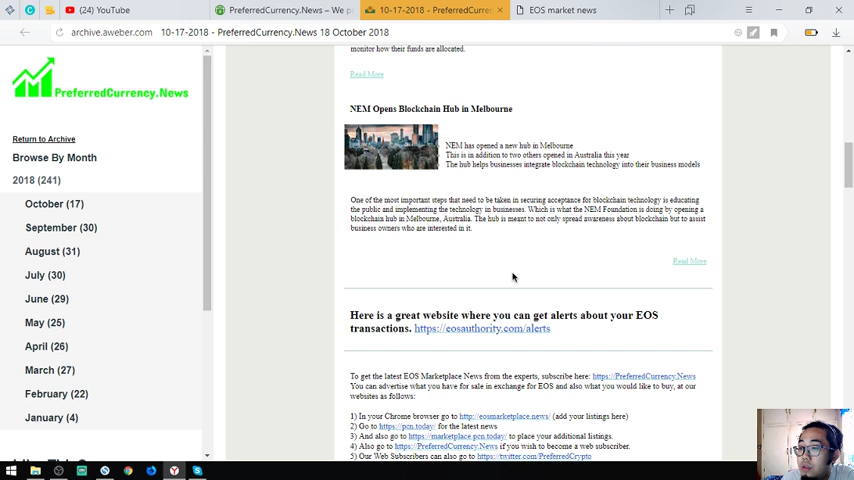 (24) YouTube
PreferredCurrency.News — We p
10-17-2018 - PreferredCurre
EOS market news
archive.aweber.com
10-17-2018 - PreferredCurrency.News 18 October 2018
PreferredCurrency.News
Return to Archive
Browse By Month
2018 (241)
October (17)
September (30)
August (31)
July (30)
June (29)
May (25)
April (26)
March (27)
February (22)
January (4)
monitor how their funds are allocated.
Read More
NEM Opens Blockchain Hub in Melbourne
NEM has opened a new hub in Melbourne
This is in addition to two others opened in Australia this year
The hub helps businesses integrate blockchain technology into their business models
One of the most important steps that need to be taken in securing acceptance for blockchain technology is educating
the public and implementing the technology in businesses. Which is what the NEM Foundation is doing by opening a
blockchain hub in Melbourne, Australia. The hub is meant to not only spread awareness about blockchain but to assist
business owners who are interested in it.
Read More
Here is a great website where you can get alerts about your EOS
transactions. https://eosauthority.com/alerts
To get the latest EOS Marketplace News from the experts, subscribe here: https://PreferredCurrency.News
You can advertise what you have for sale in exchange for EOS and also what you would like to buy, at our
websites as follows:
1) In your Chrome browser go to http://eosmarketplace.news/ (add your listings here)
2) Go to https://pcn.today/ for the latest news
3) And also go to https://marketplace.pcn.today/ to place your additional listings.
4) Also go to https://PreferredCurrency.News if you wish to become a web subscriber.
5) Our Web Subscribers can also go to https://twitter.com/PreferredCrypto